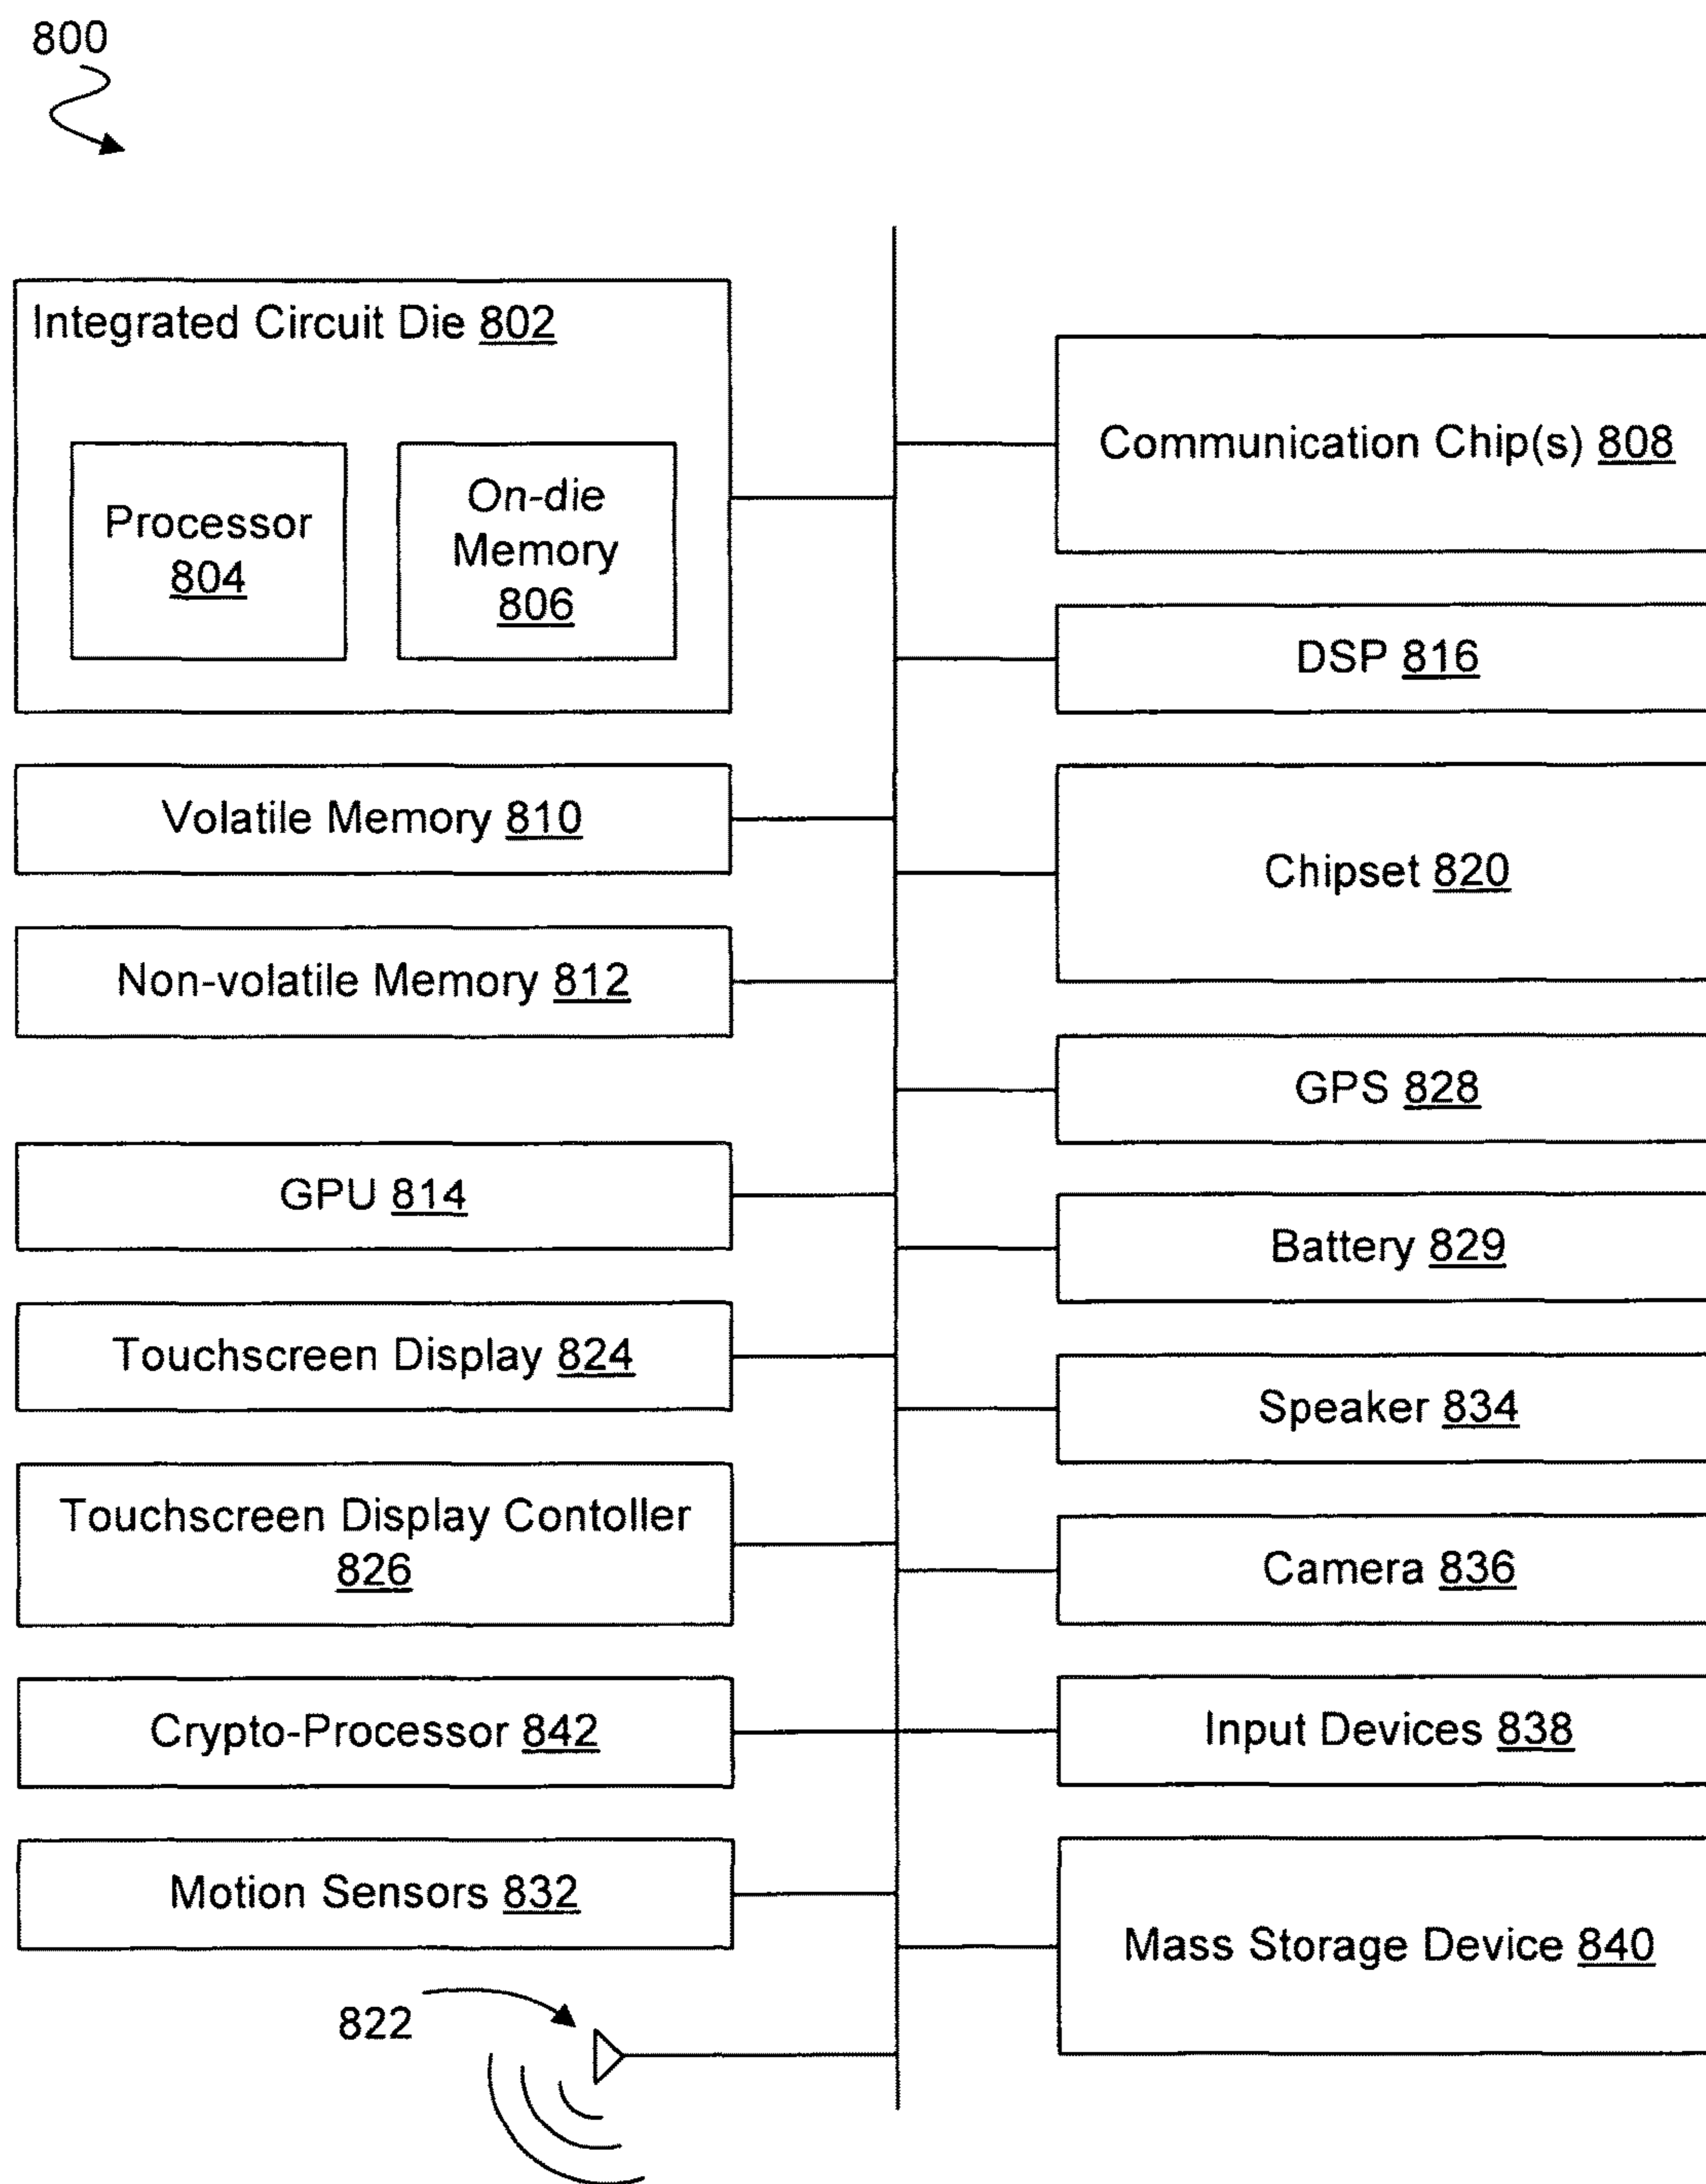 800
Integrated Circuit Die 802
Processor
804
On-die
Memory
806
Volatile Memory 810
Non-volatile Memory 812
GPU 814
Touchscreen Display 824
Touchscreen Display Contoller
826
Crypto-Processor 842
Motion Sensors 832
822
Communication Chip(s) 808
DSP 816
Chipset 820
GPS 828
Battery 829
Speaker 834
Camera 836
Input Devices 838
Mass Storage Device 840